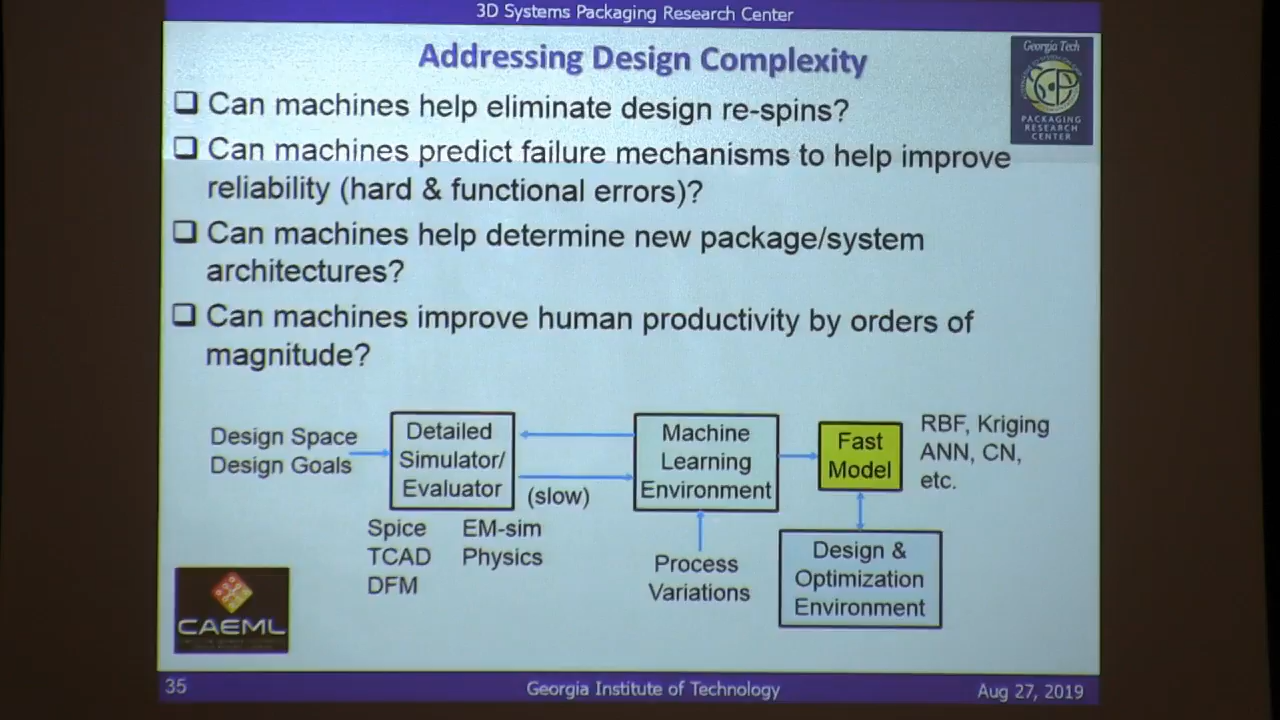 3D Systems Packaging Research Center
Addressing Design Complexity
Georgia Tech
PACKAGING
RESEARCH
CENTER
Can machines help eliminate design re-spins?
Can machines predict failure mechanisms to help improve
reliability (hard & functional errors)?
Can machines help determine new package/system
architectures?
Can machines improve human productivity by orders of
magnitude?
Design Space
Design Goals
Detailed
Simulator/
Evaluator
(slow)
Machine
Learning
Environment
Fast
Model
RBF, Kriging
ANN, CN,
etc.
Spice EM-sim
TCAD Physics
DFM
Process
Variations
Design &
Optimization
Environment
CAEML
35
Georgia Institute of Technology
Aug 27, 2019